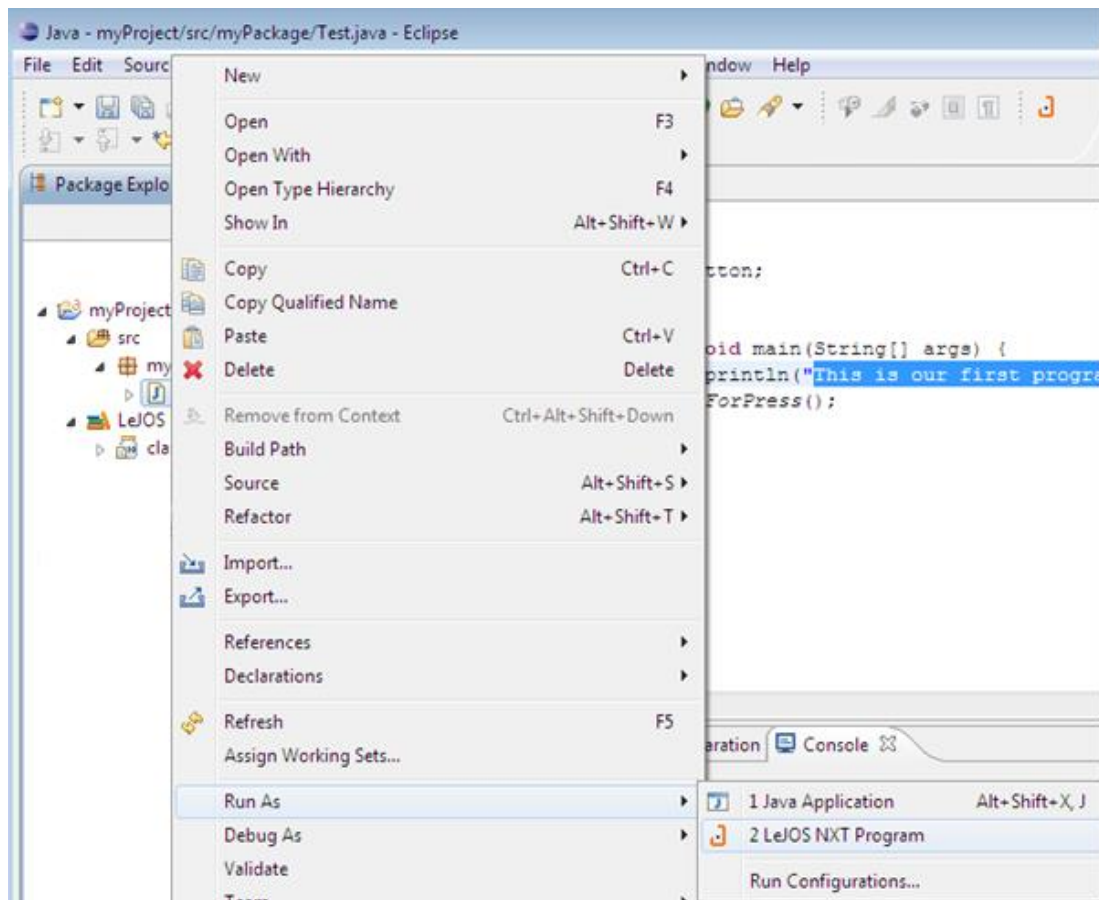 Java - myProject/src/myPackage/Test.java - Eclipse
File Edit Sourc ndow Help
New
Open F3
Open With
Open Type Hierarchy F4
Show In Alt+Shift+W
Copy Ctrl+C
Copy Qualified Name
Paste Ctrl+V
Delete Delete
Remove from Context Ctrl+Alt+Shift+Down
Build Path
Source Alt+Shift+S
Refactor Alt+Shift+T
Import...
Export...
References
Declarations
Refresh F5
Assign Working Sets...
Run As
Debug As
Validate
Team
Package Explo
myProject
src
my
LeJOS
cla
tton;
oid main(String[] args) {
println("This is our first progra
ForPress();
aration Console
1 Java Application Alt+Shift+X, J
2 LeJOS NXT Program
Run Configurations...